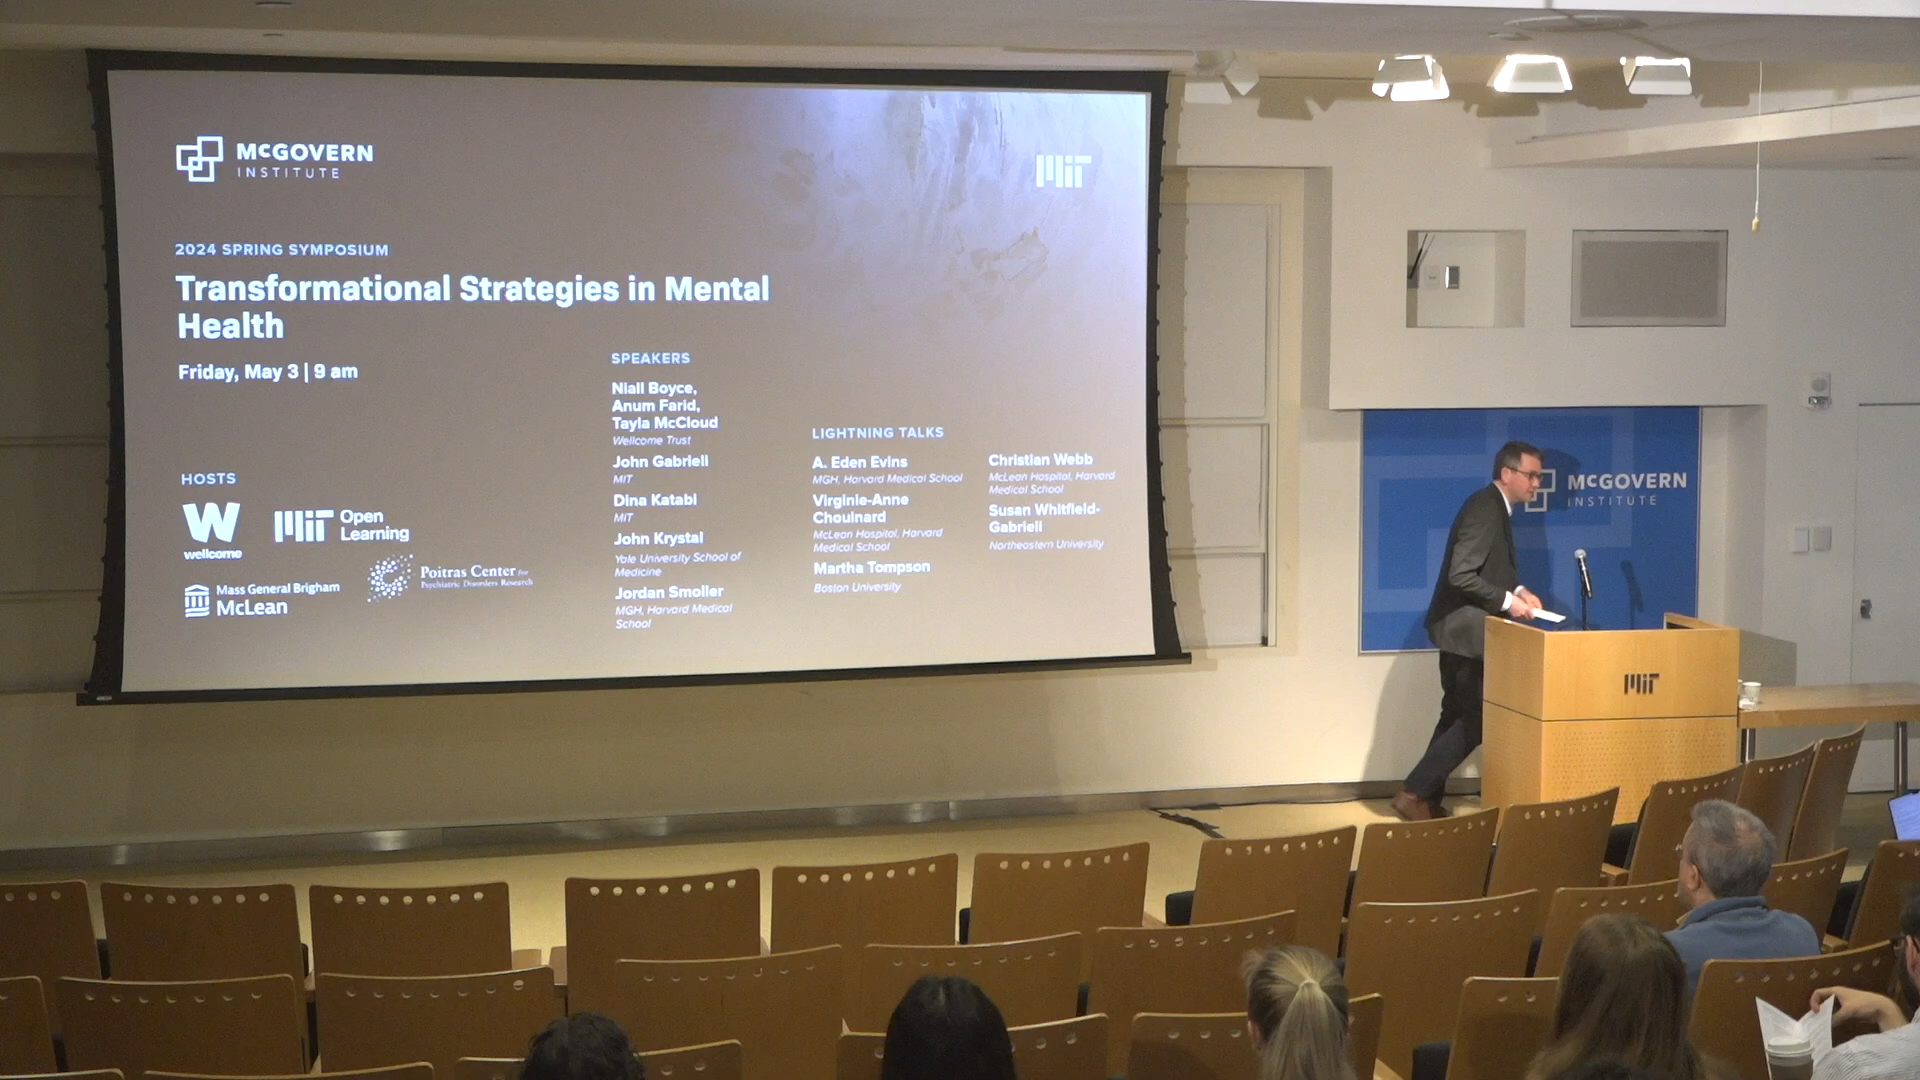 McGOVERN
INSTITUTE
MIT
2024 SPRING SYMPOSIUM
Transformational Strategies in Mental
Health
Friday, May 3 | 9 am
HOSTS
W
wellcome
MIT Open
Learning
Mass General Brigham
McLean
Poitras Center for
Psychiatric Disorders Research
SPEAKERS
Niall Boyce,
Anum Farid,
Tayla McCloud
Wellcome Trust
John Gabrieli
MIT
Dina Katabi
MIT
John Krystal
Yale University School of
Medicine
Jordan Smoller
MGH, Harvard Medical
School
LIGHTNING TALKS
A. Eden Evins
MGH, Harvard Medical School
Virginie-Anne
Chouinard
McLean Hospital, Harvard
Medical School
Martha Tompson
Boston University
Christian Webb
McLean Hospital, Harvard
Medical School
Susan Whitfield-
Gabrieli
Northeastern University
McGOVERN
INSTITUTE
MIT